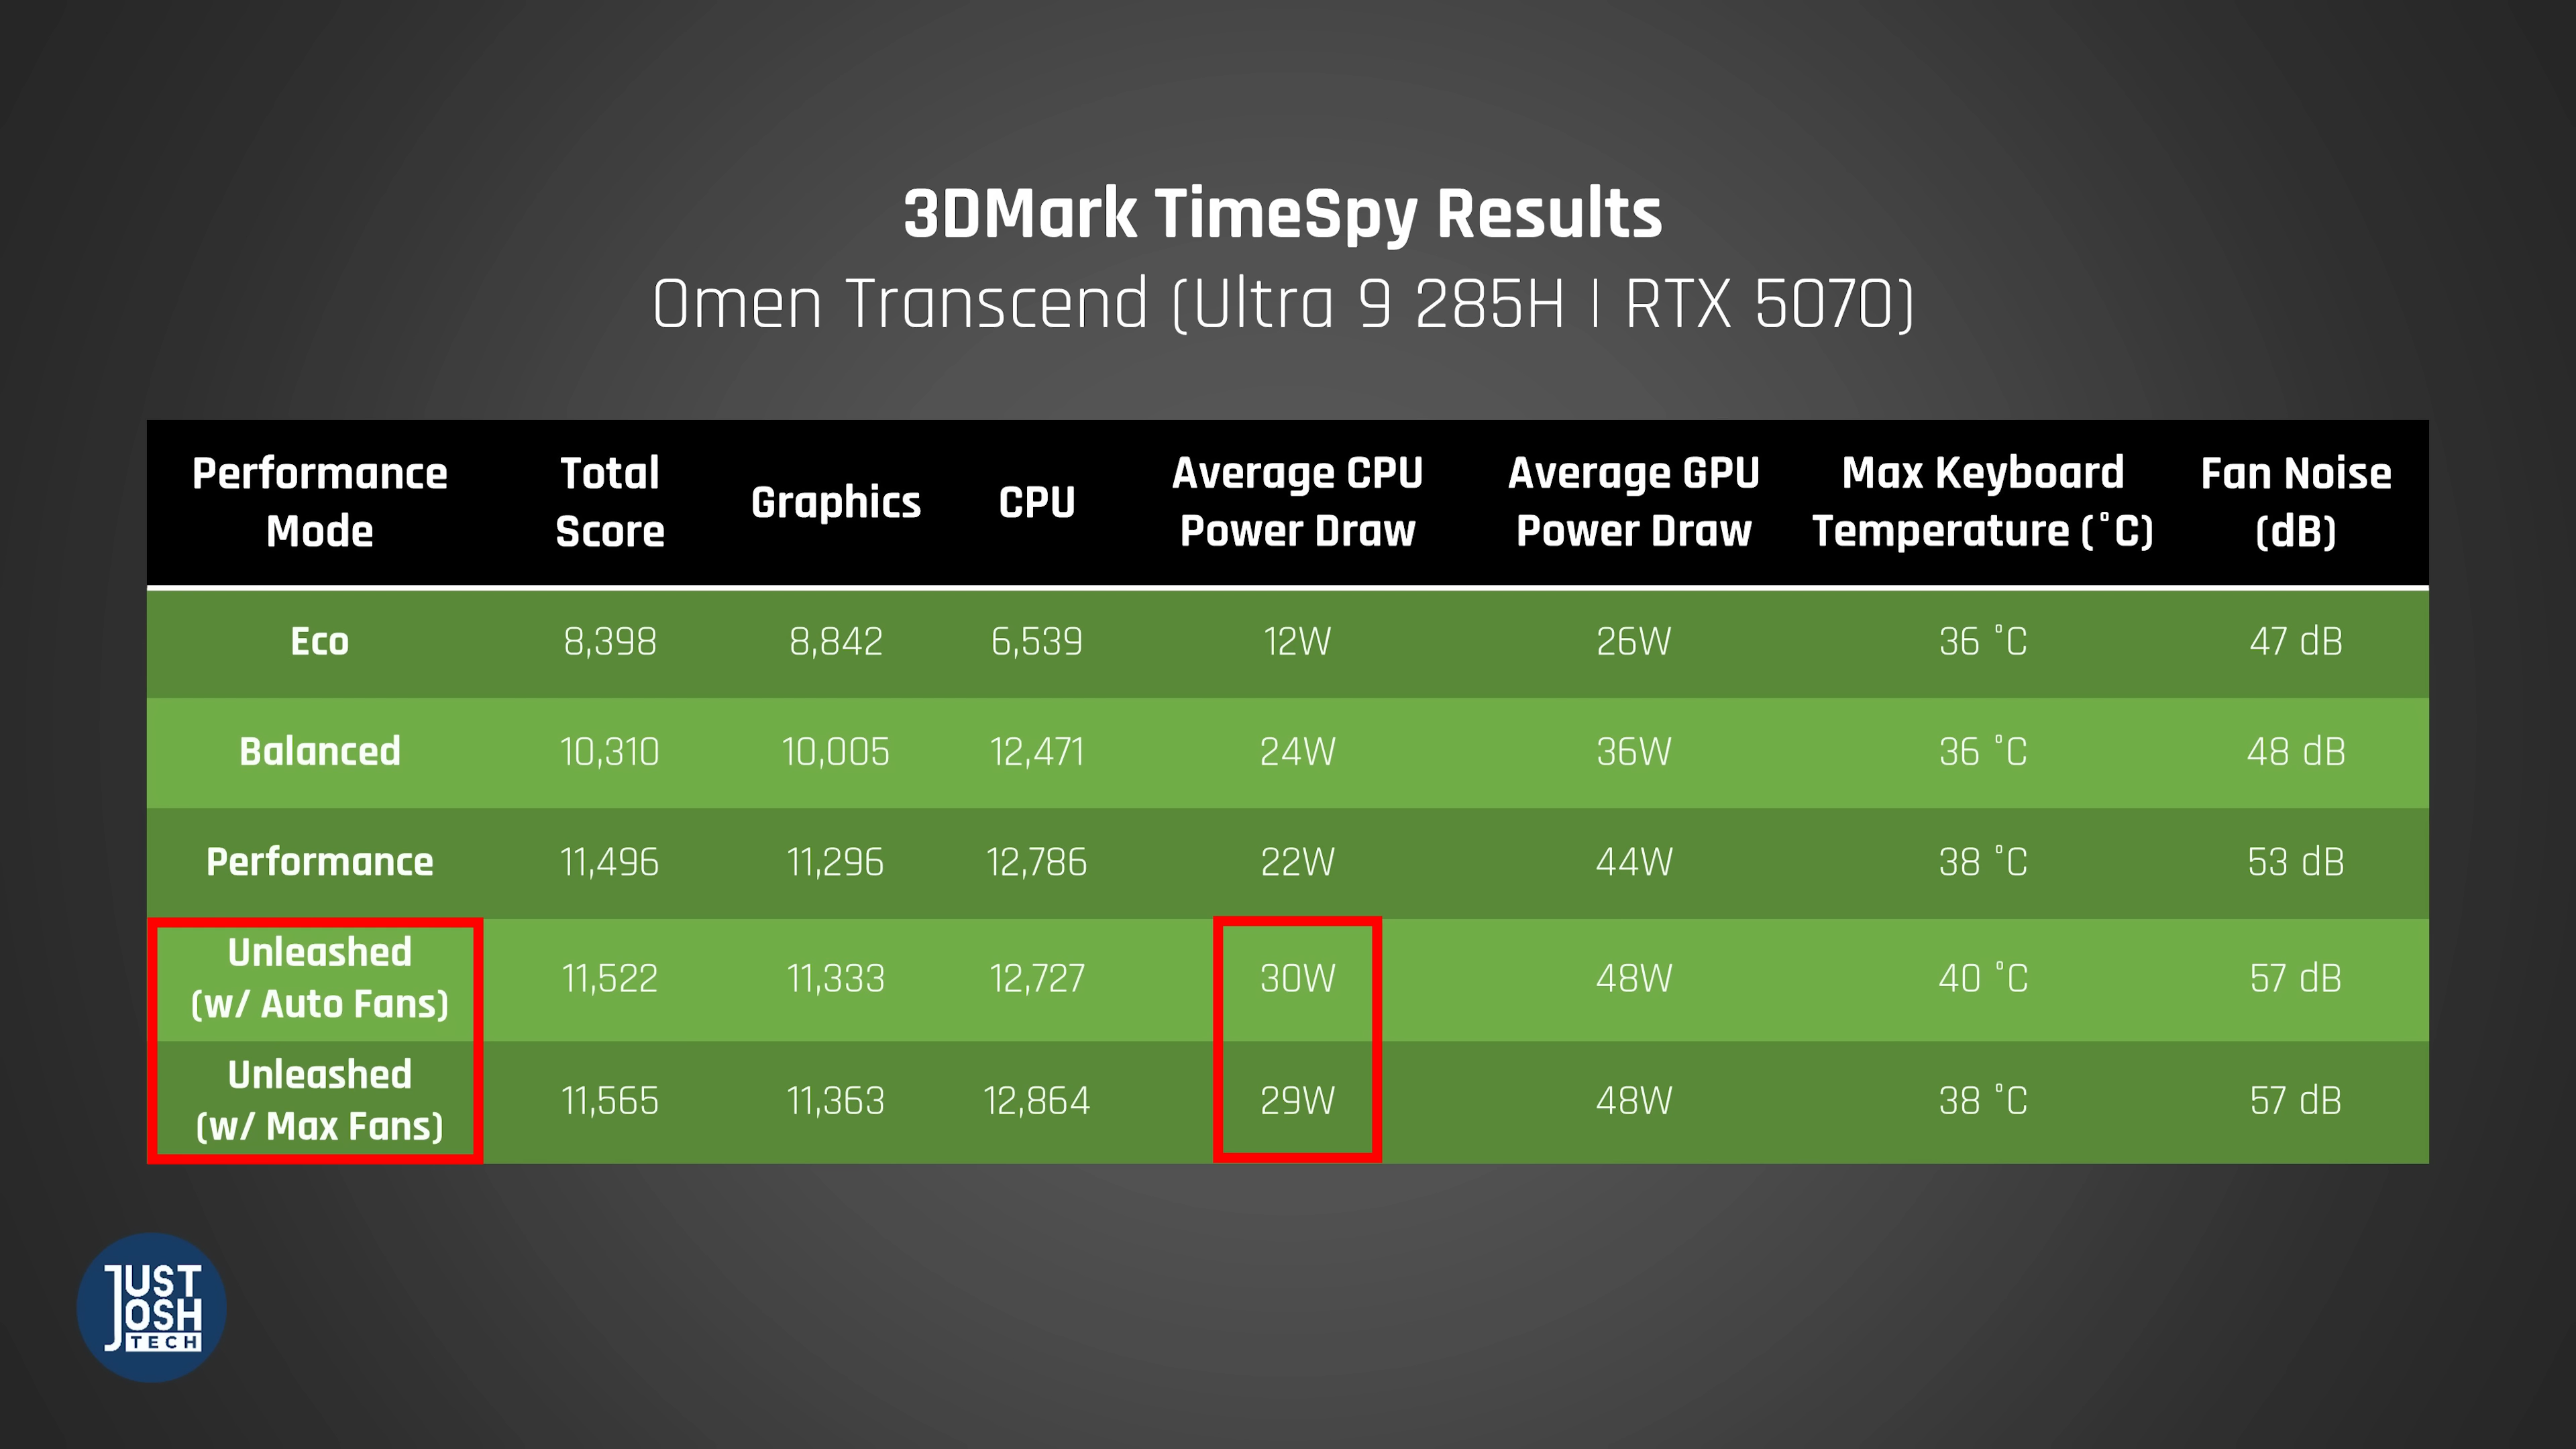 3DMark TimeSpy Results
Omen Transcend (Ultra 9 285H | RTX 5070)
Performance Mode Total Score Graphics CPU Average CPU Power Draw Average GPU Power Draw Max Keyboard Temperature (°C) Fan Noise (dB)
Eco 8,398 8,842 6,539 12W 26W 36 °C 47 dB
Balanced 10,310 10,005 12,471 24W 36W 36 °C 48 dB
Performance 11,496 11,296 12,786 22W 44W 38 °C 53 dB
Unleashed (w/ Auto Fans) 11,522 11,333 12,727 30W 48W 40 °C 57 dB
Unleashed (w/ Max Fans) 11,565 11,363 12,864 29W 48W 38 °C 57 dB
JUST
JOSH
TECH